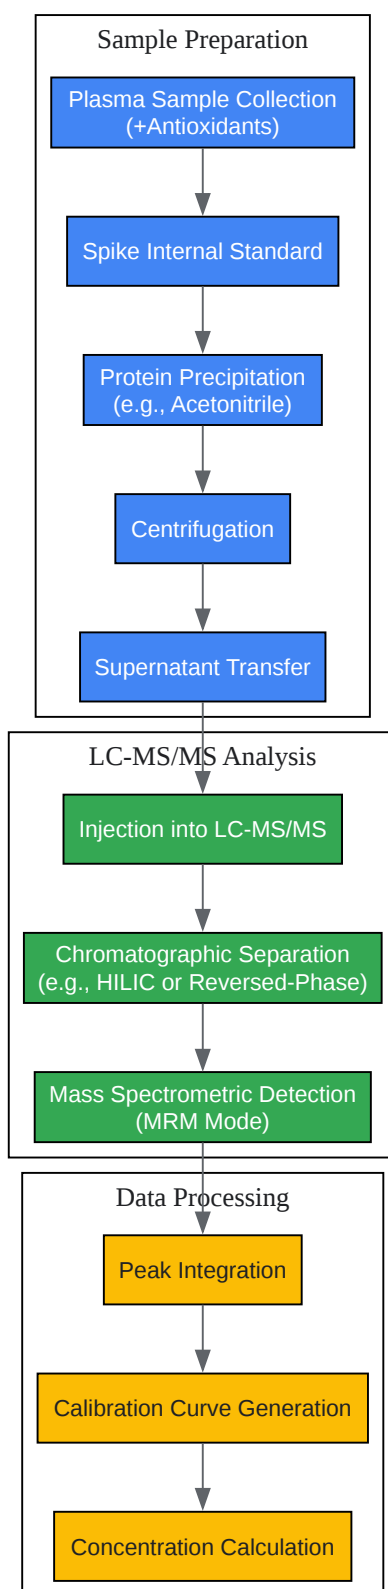 Sample Preparation
Plasma Sample Collection
(+Antioxidants)
Spike Internal Standard
Protein Precipitation
(e.g., Acetonitrile)
Centrifugation
Supernatant Transfer
LC-MS/MS Analysis
Injection into LC-MS/MS
Chromatographic Separation
(e.g., HILIC or Reversed-Phase)
Mass Spectrometric Detection
(MRM Mode)
Data Processing
Peak Integration
Calibration Curve Generation
Concentration Calculation